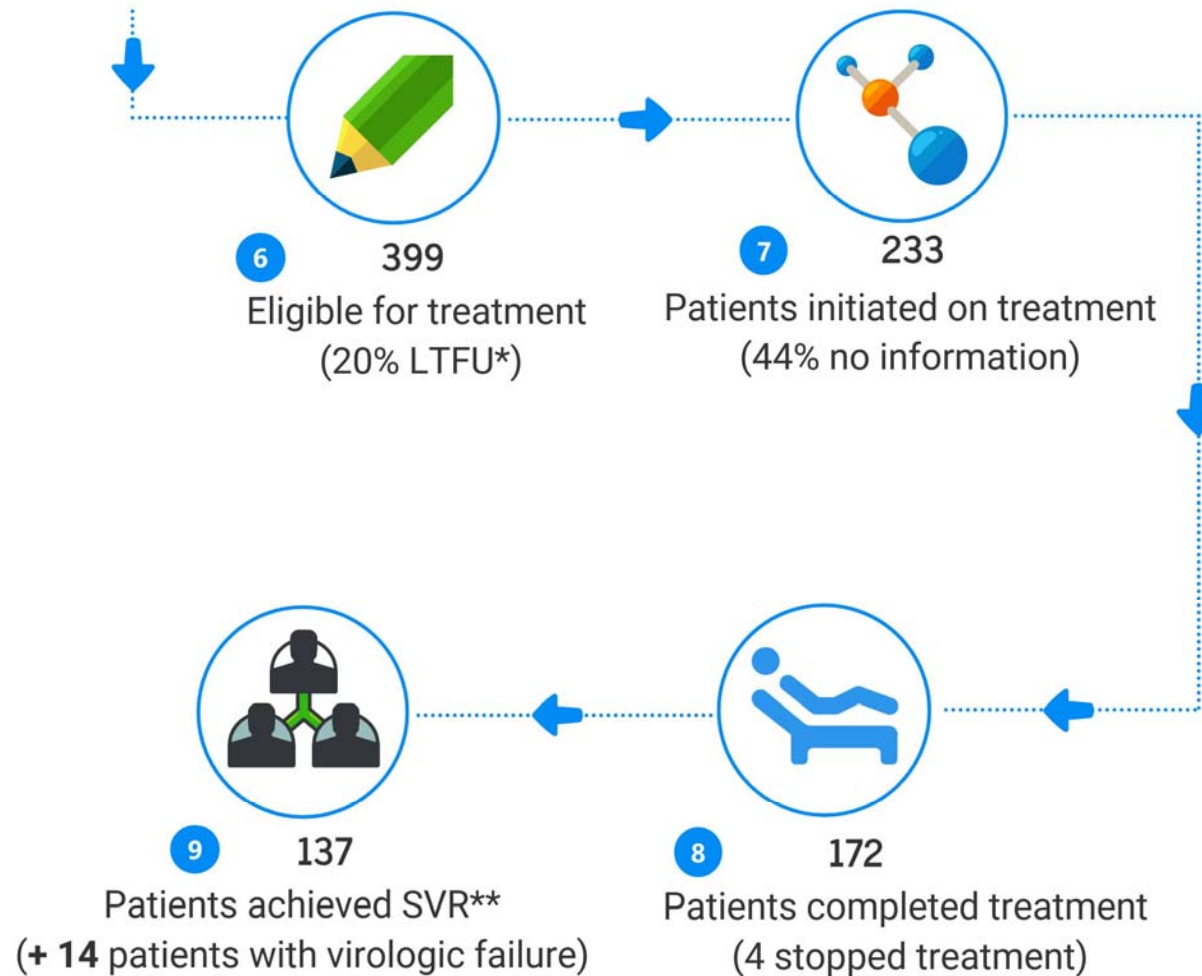 6
399
Eligible for treatment
(20% LTFU*)
7
233
Patients initiated on treatment
(44% no information)
8
172
Patients completed treatment
(4 stopped treatment)
9
137
Patients achieved SVR**
(+ 14 patients with virologic failure)